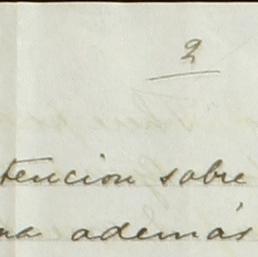 2
tencion sobre
na además